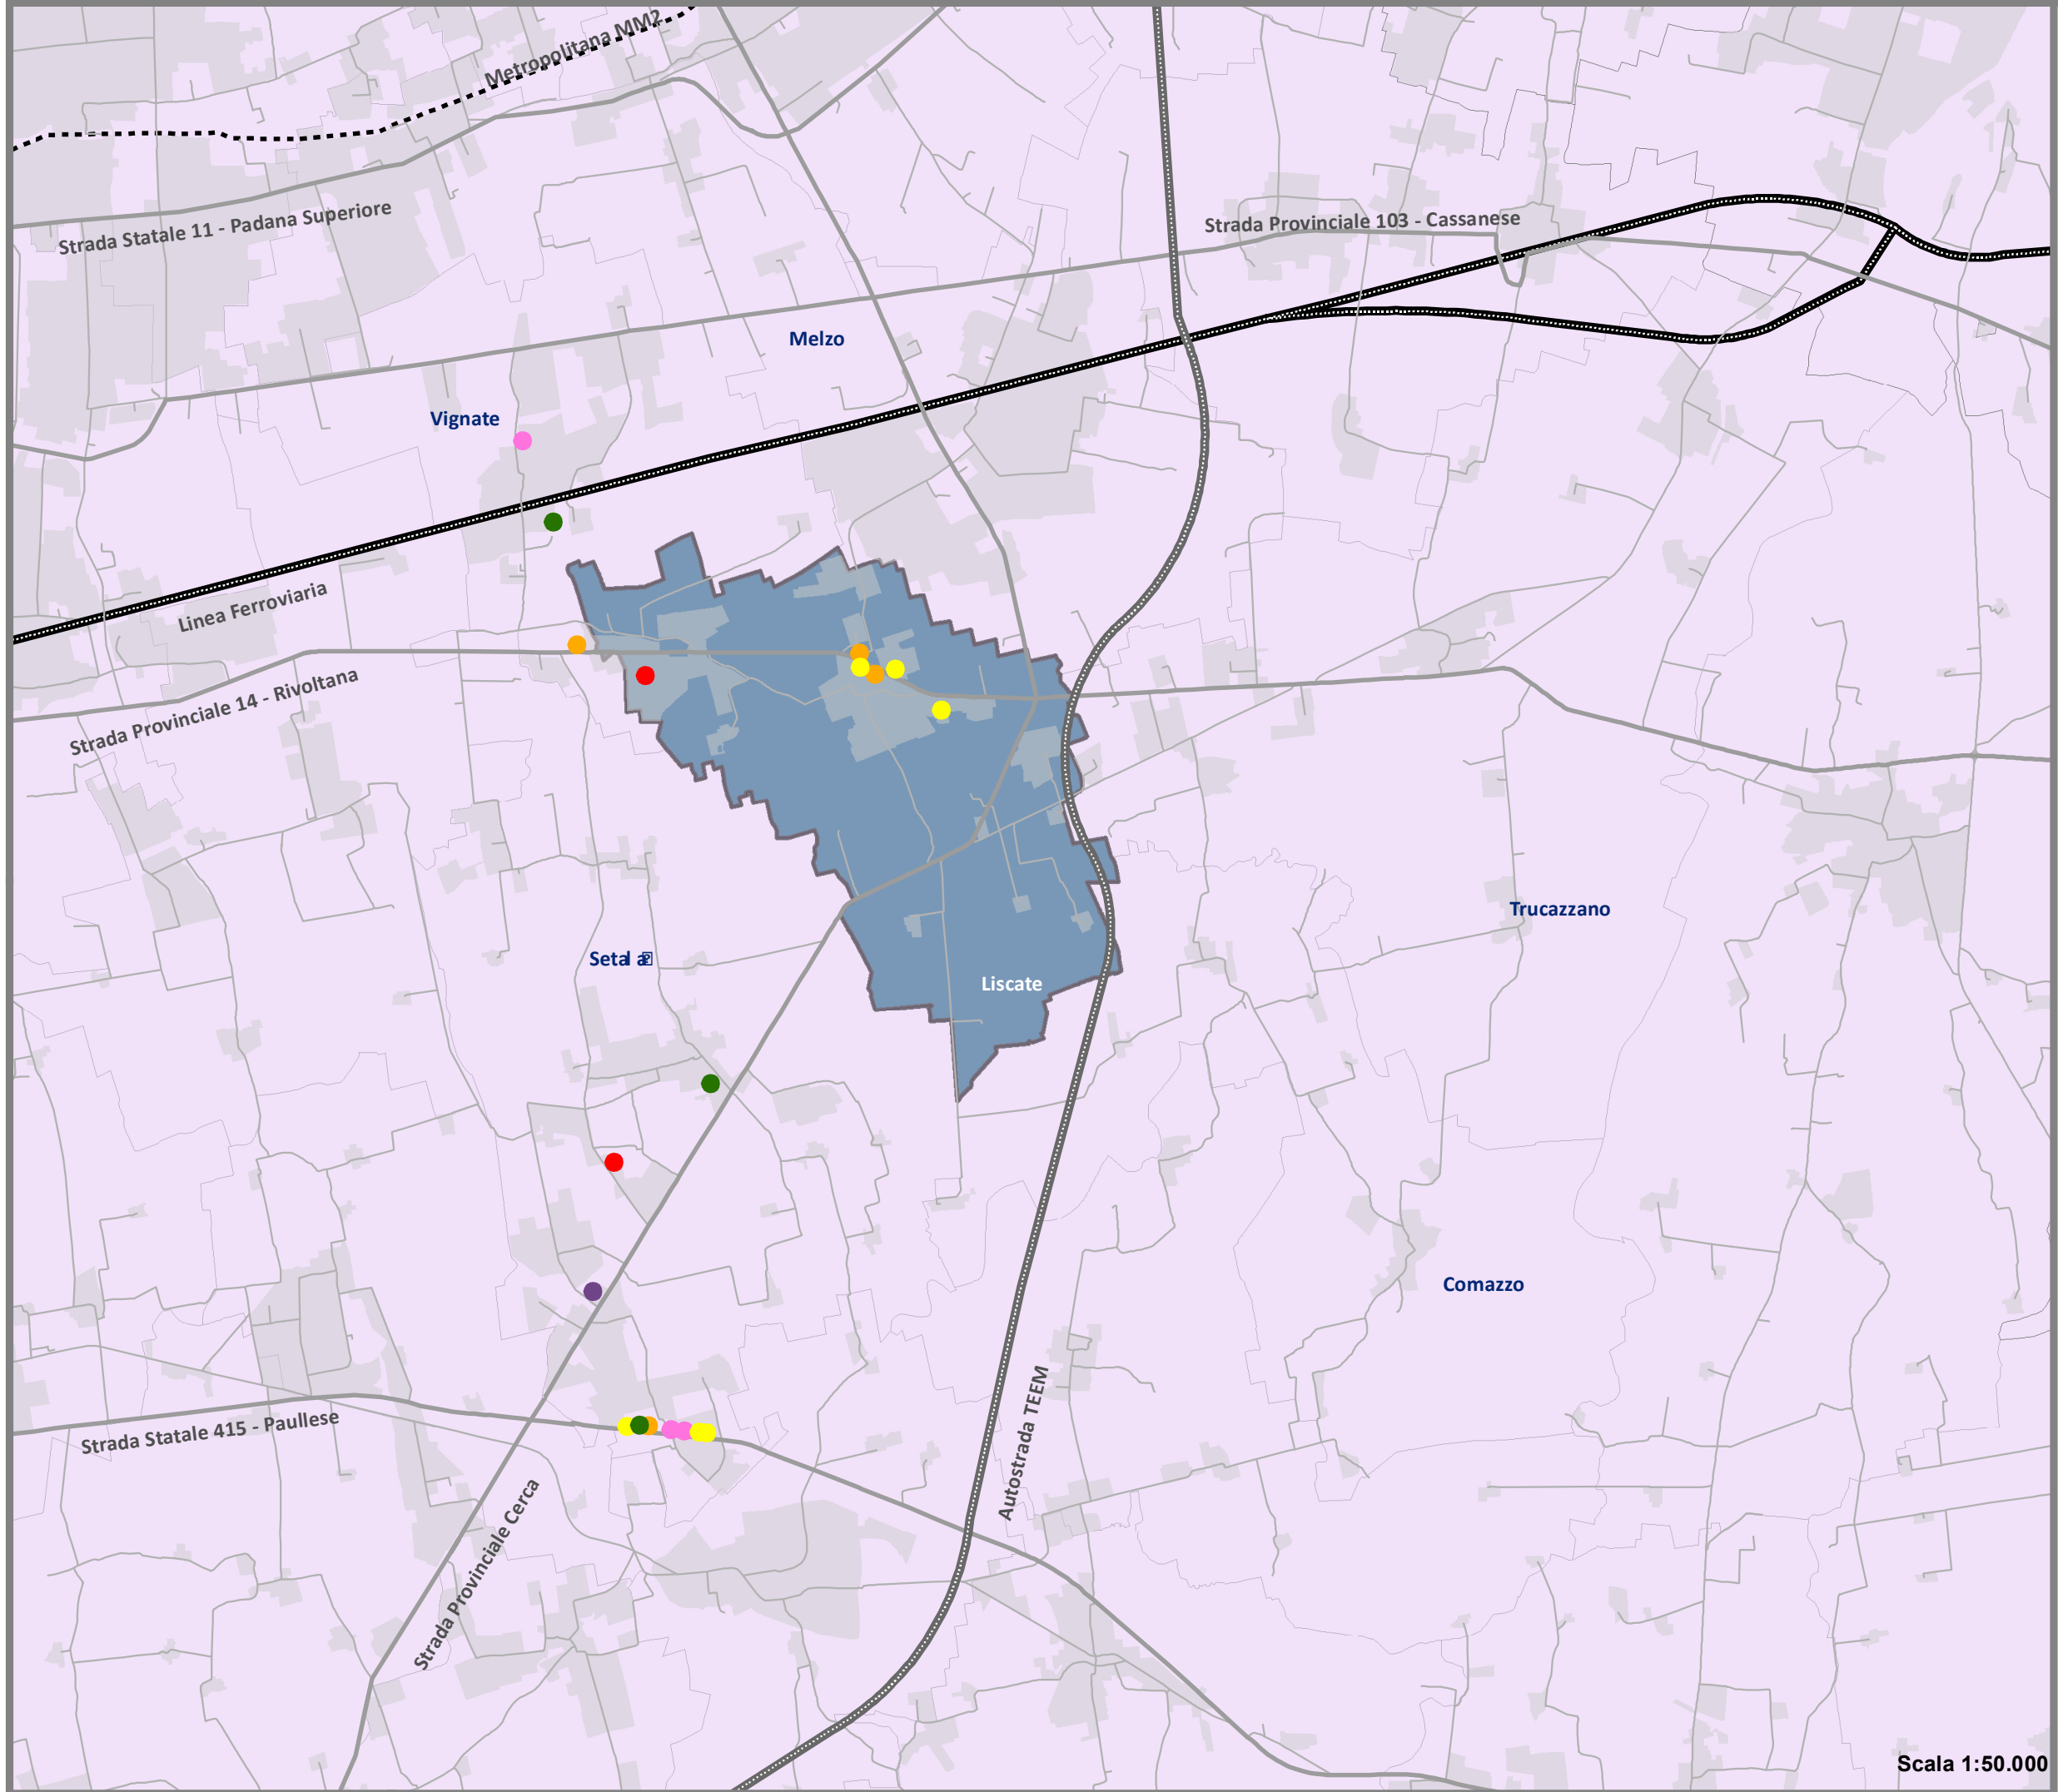 Metropolitana MM2
Strada Statale 11 - Padana Superiore
Strada Provinciale 103 - Cassanese
Melzo
Vignate
Linea Ferroviaria
Strada Provinciale 14 - Rivoltana
Trucazzano
Setala
Liscate
Comazzo
Autostrada TEEM
Strada Statale 415 - Paullese
Strada Provinciale Cerca
Scala 1:50.000